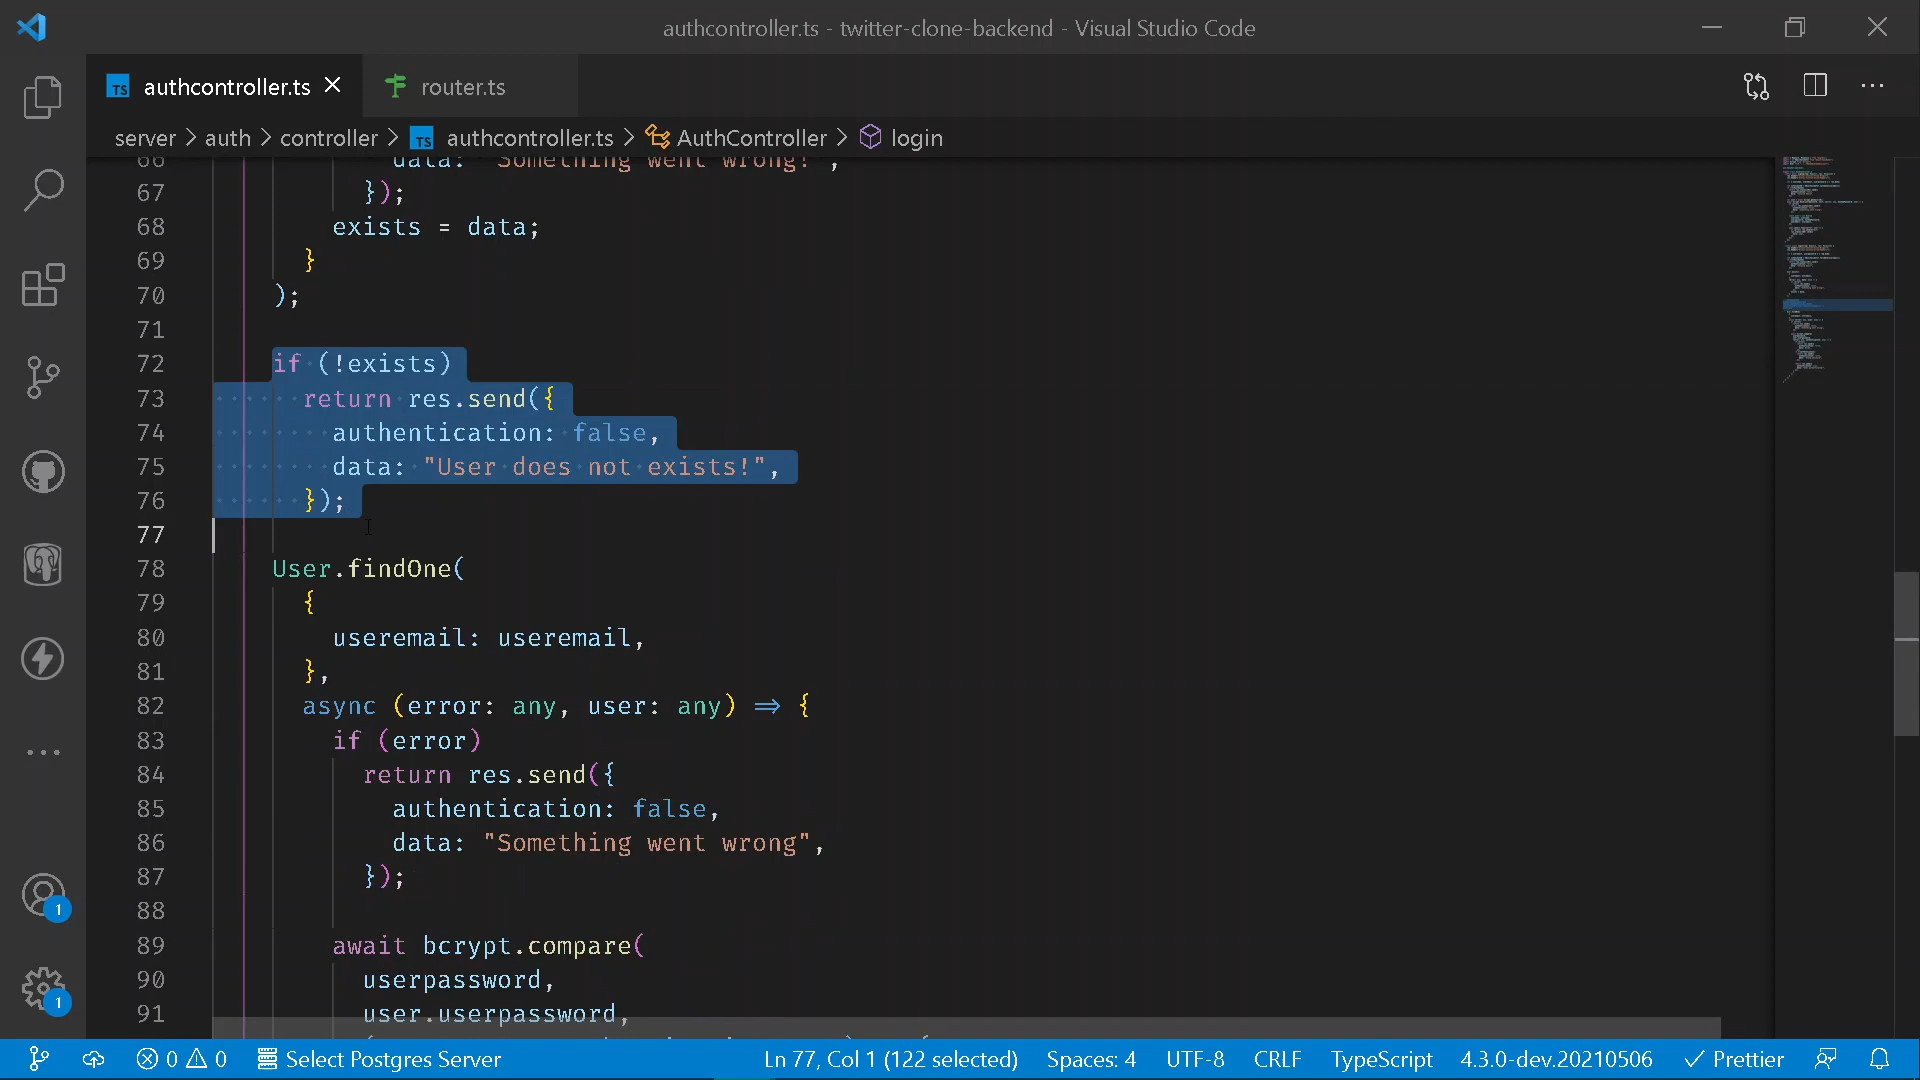 authcontroller.ts - twitter-clone-backend - Visual Studio Code
TS authcontroller.ts router.ts
server > auth > controller > TS authcontroller.ts > AuthController > login
66 data: "Something went wrong!",
67 });
68 exists = data;
69 }
70 );
71
72 if (!exists)
73 return res.send({
74 authentication: false,
75 data: "User does not exists!",
76 });
77
78 User.findOne(
79 {
80 useremail: useremail,
81 },
82 async (error: any, user: any) ⇒ {
83 if (error)
84 return res.send({
85 authentication: false,
86 data: "Something went wrong",
87 });
88
89 await bcrypt.compare(
90 userpassword,
91 user.userpassword,
1
1
0 0 Select Postgres Server Ln 77, Col 1 (122 selected) Spaces: 4 UTF-8 CRLF TypeScript 4.3.0-dev.20210506 Prettier